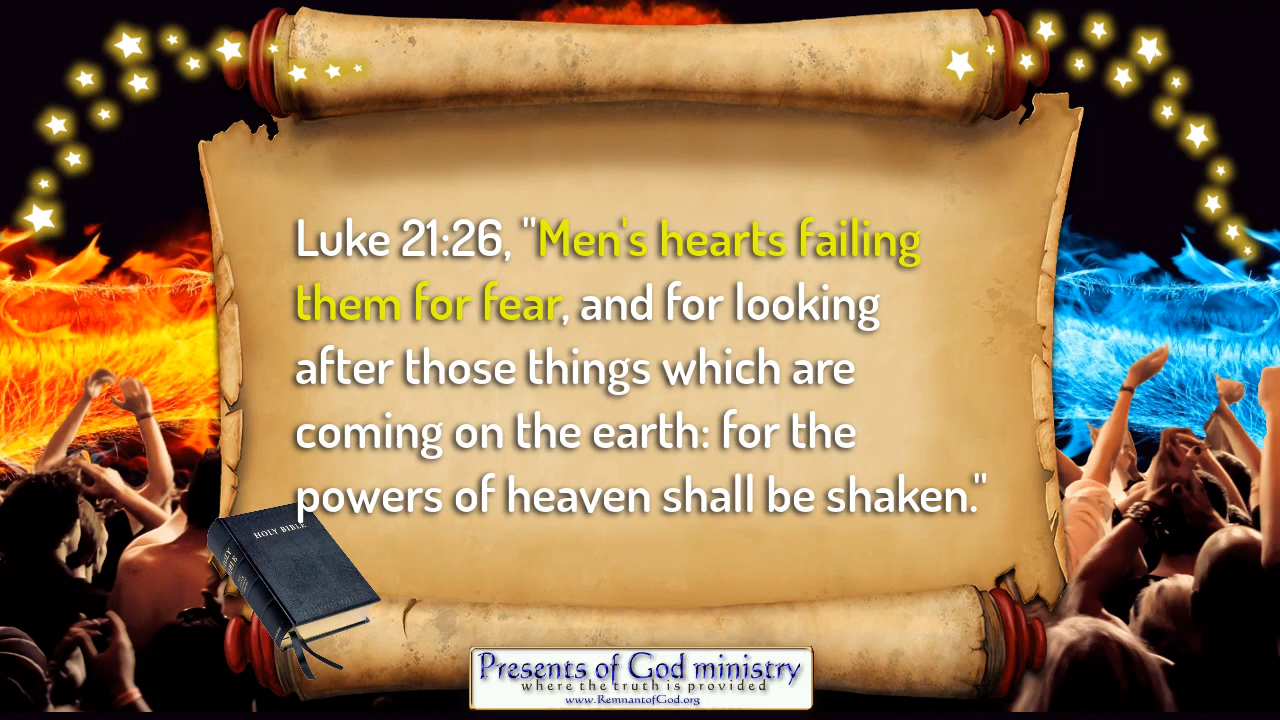 Luke 21:26, "Men's hearts failing
them for fear, and for looking
after those things which are
coming on the earth: for the
powers of heaven shall be shaken."
HOLY BIBLE
HOLY
BIBLE
Presents of God ministry
where the truth is provided
www.RemnantofGod.org